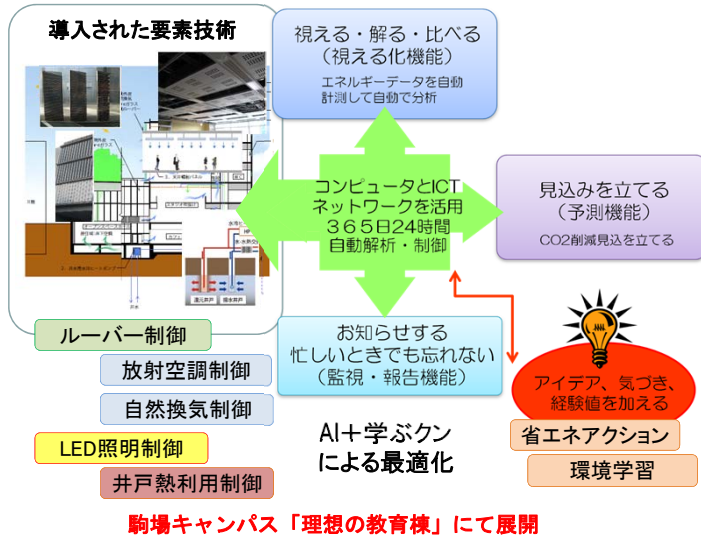 導入された要素技術
視える・解る・比べる
（視える化機能）
エネルギーデータを自動
計測して自動で分析
コンピュータとICT
ネットワークを活用
３６５日２４時間
自動解析・制御
見込みを立てる
（予測機能）
CO2削減見込を立てる
お知らせする
忙しいときでも忘れない
（監視・報告機能）
アイデア、気づき、
経験値を加える
省エネアクション
環境学習
ルーバー制御
放射空調制御
自然換気制御
LED照明制御
井戸熱利用制御
AI＋学ぶクン
による最適化
還元井戸
揚水井戸
駒場キャンパス「理想の教育棟」にて展開